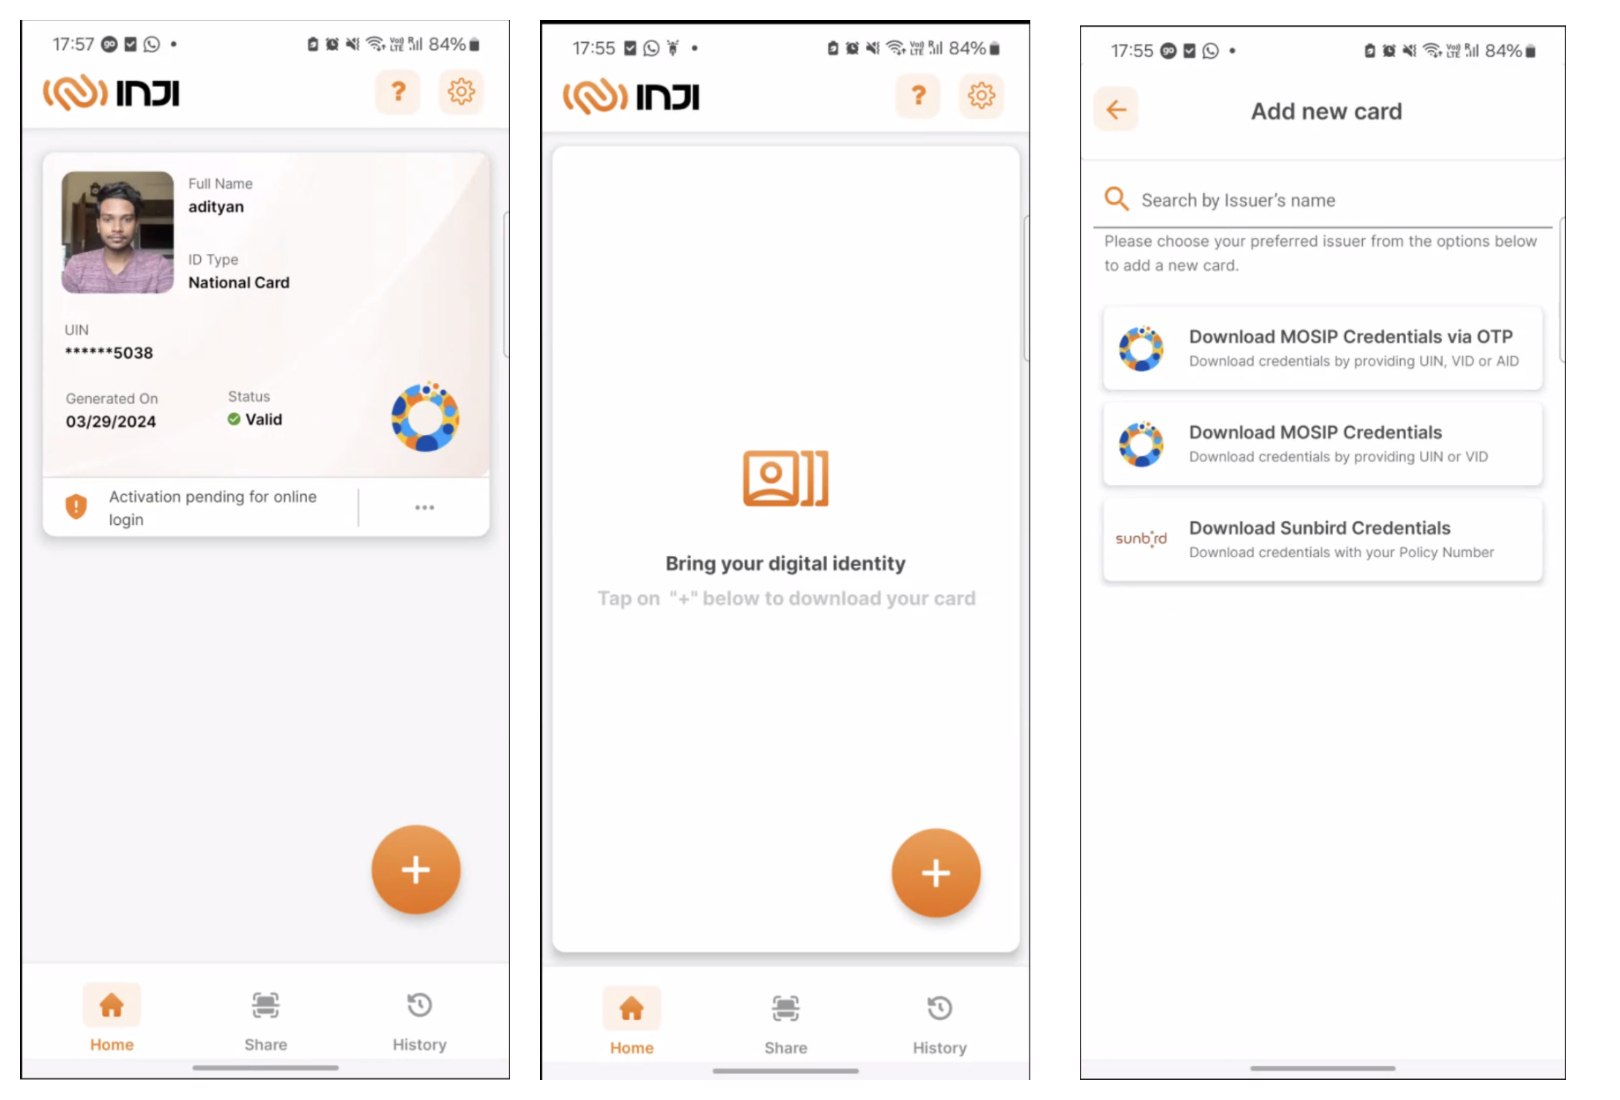 17:57
84%
INJI
?
Full Name
adityan
ID Type
National Card
UIN
******5038
Generated On
03/29/2024
Status
Valid
Activation pending for online
login
Home
Share
History
17:55
84%
INJI
?
Bring your digital identity
Tap on "+" below to download your card
Home
Share
History
17:55
84%
Add new card
Search by Issuer's name
Please choose your preferred issuer from the options below
to add a new card.
Download MOSIP Credentials via OTP
Download credentials by providing UIN, VID or AID
Download MOSIP Credentials
Download credentials by providing UIN or VID
sunbird
Download Sunbird Credentials
Download credentials with your Policy Number